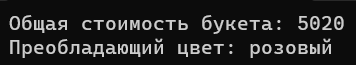 Общая стоимость букета: 5020
Преобладающий цвет: розовый